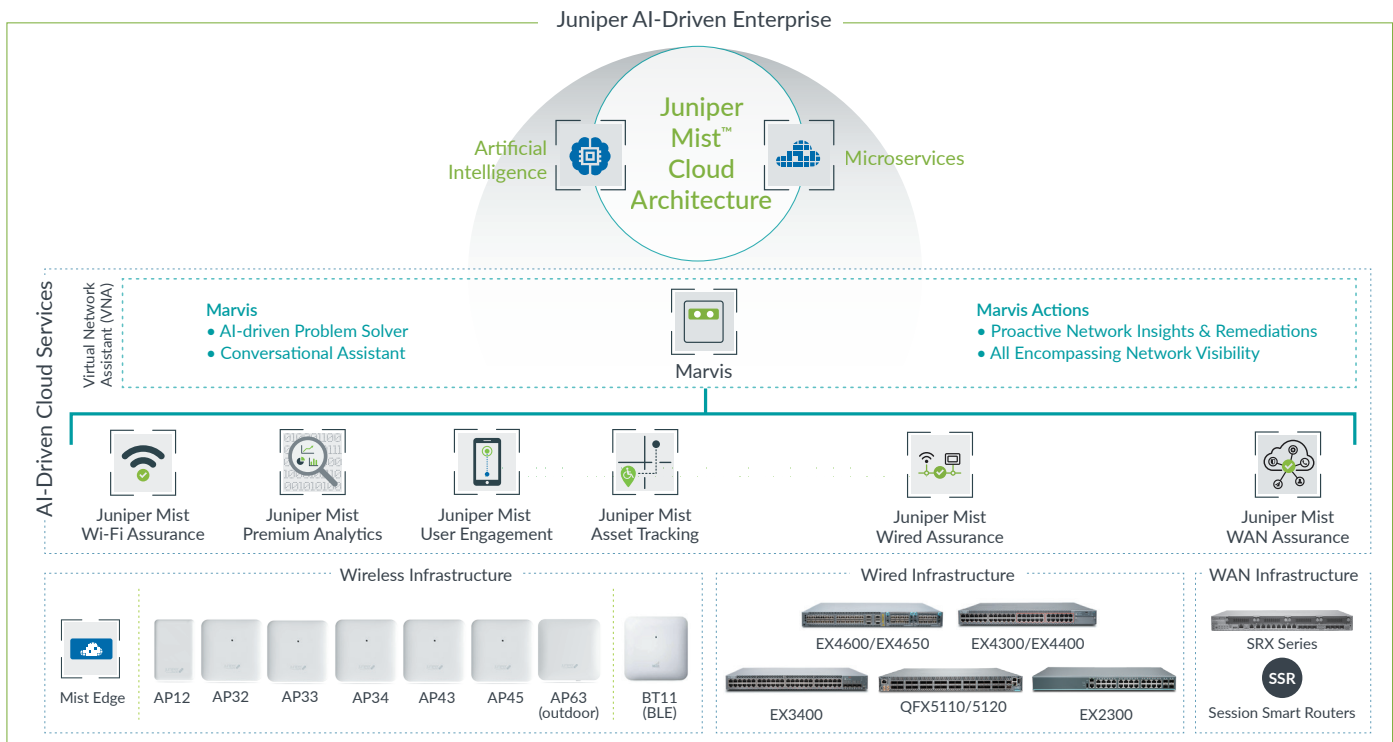 Juniper AI-Driven Enterprise
Juniper
Mist™
Cloud
Architecture
Artificial
Intelligence
Microservices
AI-Driven Cloud Services
Virtual Network
Assistant (VNA)
Marvis
• AI-driven Problem Solver
• Conversational Assistant
Marvis
Marvis Actions
• Proactive Network Insights & Remediations
• All Encompassing Network Visibility
Juniper Mist
Wi-Fi Assurance
Juniper Mist
Premium Analytics
Juniper Mist
User Engagement
Juniper Mist
Asset Tracking
Juniper Mist
Wired Assurance
Juniper Mist
WAN Assurance
Wireless Infrastructure
Mist Edge
AP12
AP32
AP33
AP34
AP43
AP45
AP63
(outdoor)
BT11
(BLE)
Wired Infrastructure
EX4600/EX4650
EX4300/EX4400
EX3400
QFX5110/5120
EX2300
WAN Infrastructure
SRX Series
SSR
Session Smart Routers